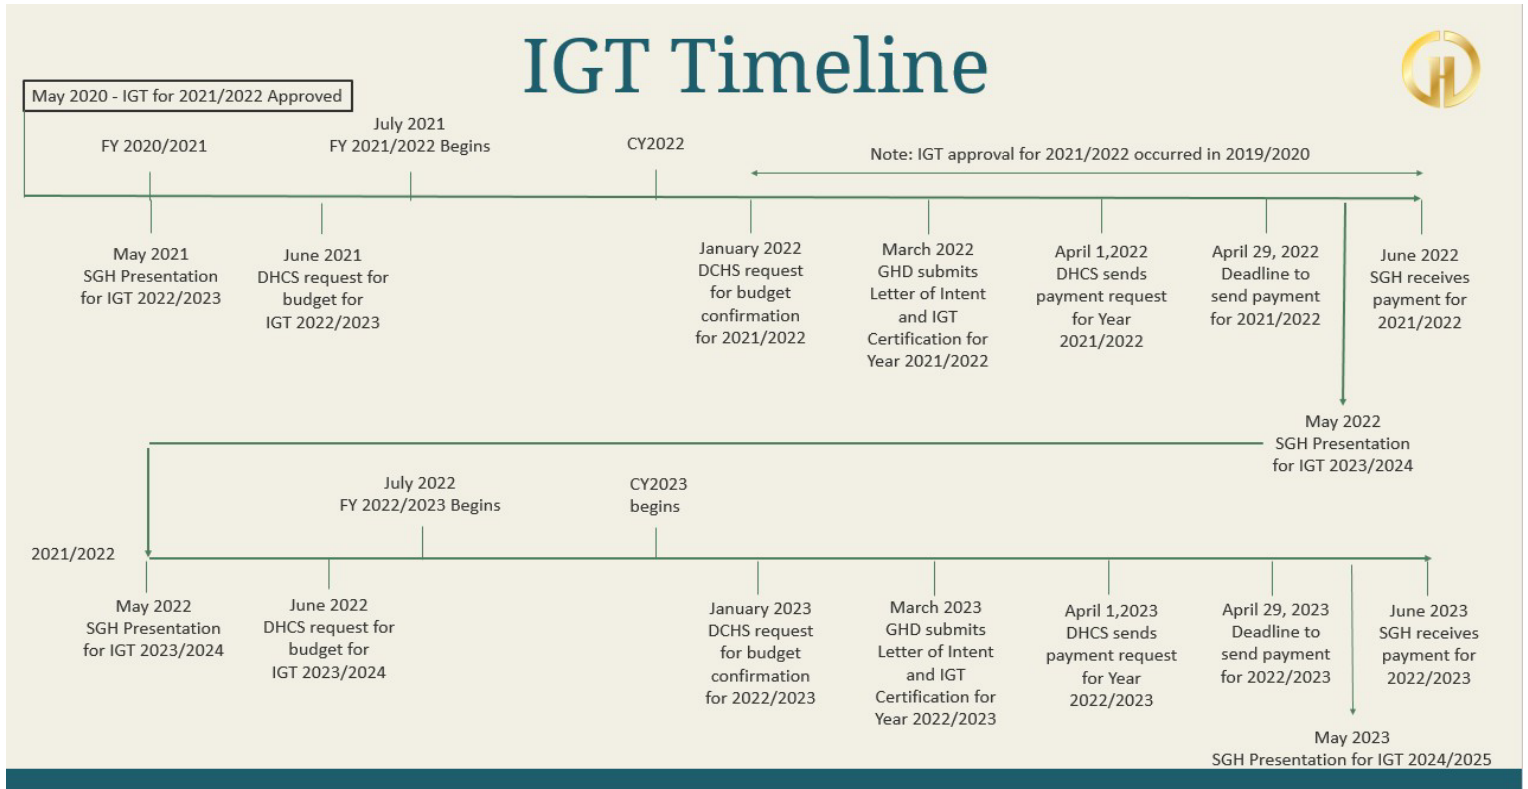 IGT Timeline
May 2020 - IGT for 2021/2022 Approved
FY 2020/2021
July 2021
FY 2021/2022 Begins
CY2022
Note: IGT approval for 2021/2022 occurred in 2019/2020
May 2021
SGH Presentation
for IGT 2022/2023
June 2021
DHCS request for
budget for
IGT 2022/2023
January 2022
DCHS request
for budget
confirmation
for 2021/2022
March 2022
GHD submits
Letter of Intent
and IGT
Certification for
Year 2021/2022
April 1,2022
DHCS sends
payment request
for Year
2021/2022
April 29, 2022
Deadline to
send payment
for 2021/2022
June 2022
SGH receives
payment for
2021/2022
May 2022
SGH Presentation
for IGT 2023/2024
July 2022
FY 2022/2023 Begins
CY2023
begins
2021/2022
May 2022
SGH Presentation
for IGT 2023/2024
June 2022
DHCS request for
budget for
IGT 2023/2024
January 2023
DCHS request
for budget
confirmation
for 2022/2023
March 2023
GHD submits
Letter of Intent
and IGT
Certification for
Year 2022/2023
April 1,2023
DHCS sends
payment request
for Year
2022/2023
April 29, 2023
Deadline to
send payment
for 2022/2023
June 2023
SGH receives
payment for
2022/2023
May 2023
SGH Presentation for IGT 2024/2025